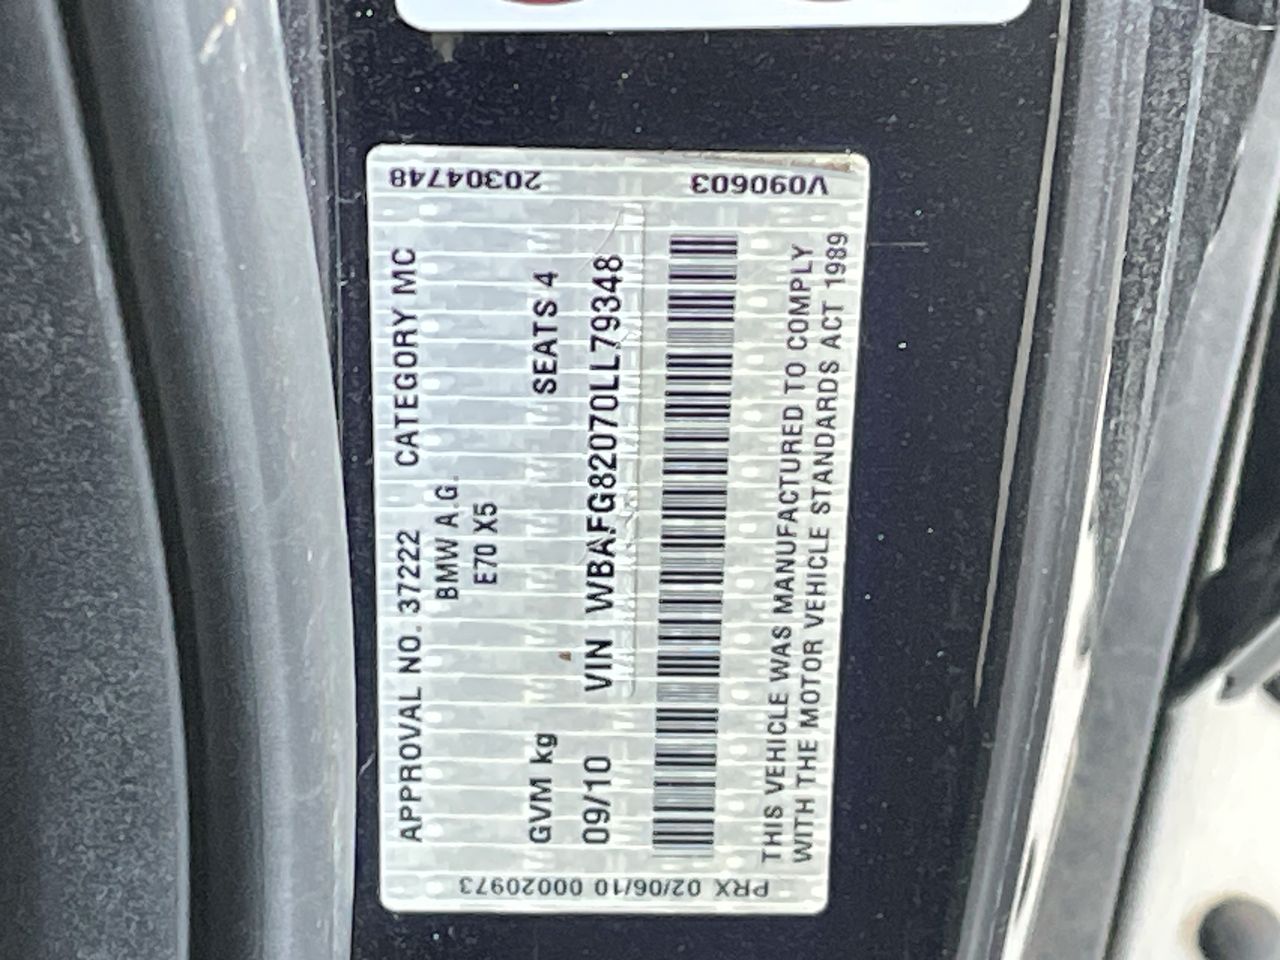 20304748
V090603
APPROVAL NO. 37222 CATEGORY MC
BMW A.G.
E70 X5
GVM kg SEATS 4
09/10 VIN WBAFG82070LL79348
THIS VEHICLE WAS MANUFACTURED TO COMPLY
WITH THE MOTOR VEHICLE STANDARDS ACT 1989
PRX 02/06/10 00020973